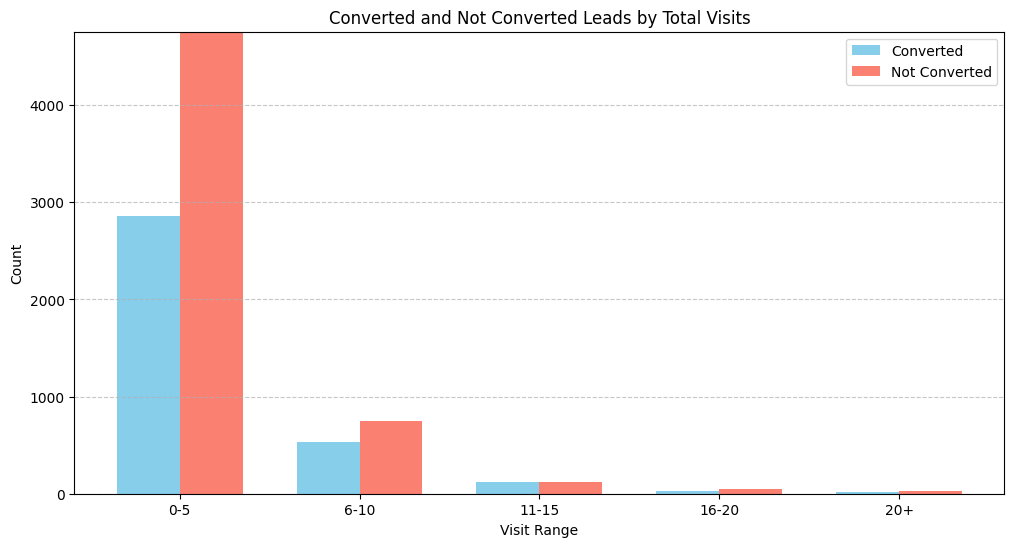 Converted and Not Converted Leads by Total Visits
Converted
Not Converted
Count
4000
3000
2000
1000
0
0-5
6-10
11-15
16-20
20+
Visit Range